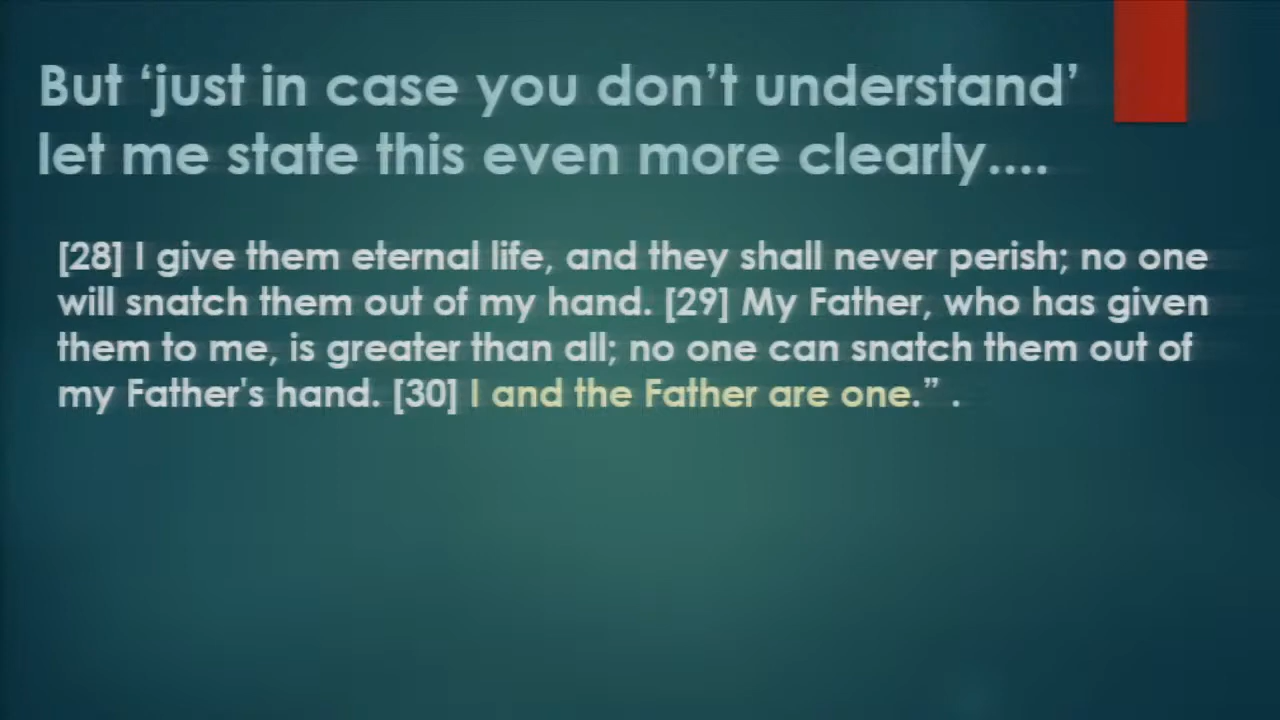 But ‘just in case you don’t understand’
let me state this even more clearly....
[28] I give them eternal life, and they shall never perish; no one
will snatch them out of my hand. [29] My Father, who has given
them to me, is greater than all; no one can snatch them out of
my Father's hand. [30] I and the Father are one.” .